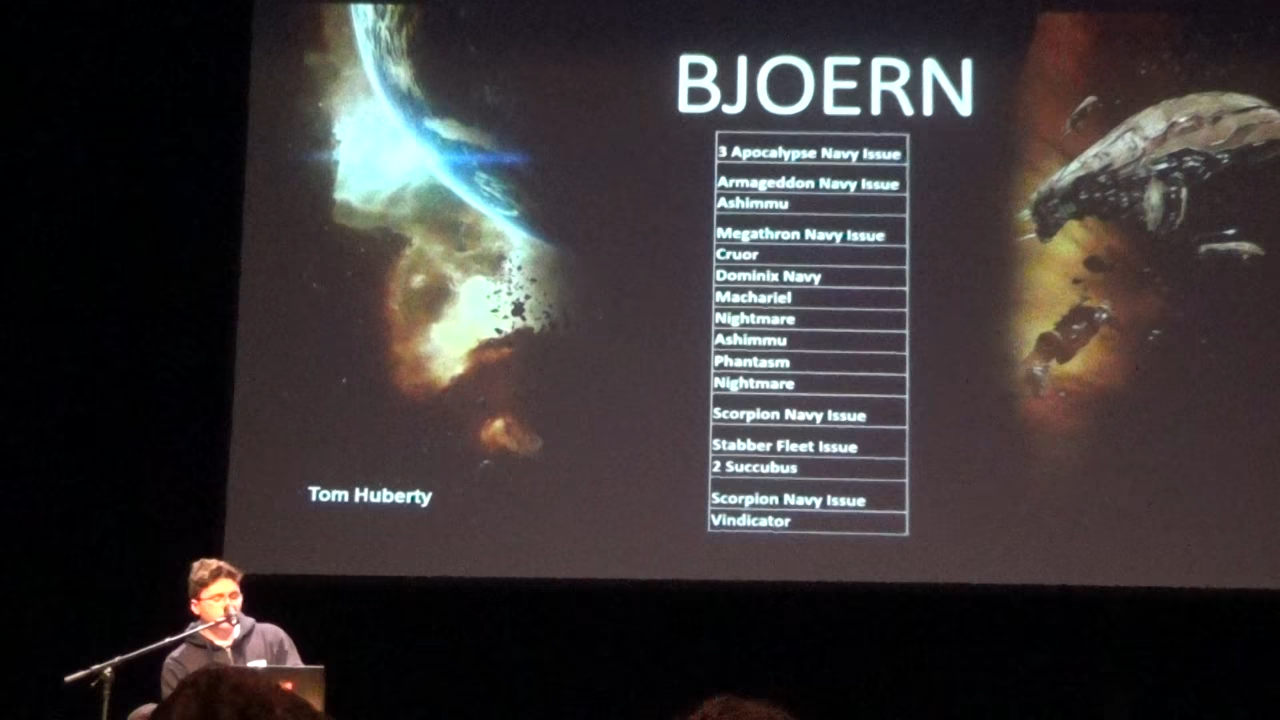 BJOERN
3 Apocalypse Navy Issue
Armageddon Navy Issue
Ashimmu
Megathron Navy Issue
Cruor
Dominix Navy
Machariel
Nightmare
Ashimmu
Phantasm
Nightmare
Scorpion Navy Issue
Stabber Fleet Issue
2 Succubus
Scorpion Navy Issue
Vindicator
Tom Huberty